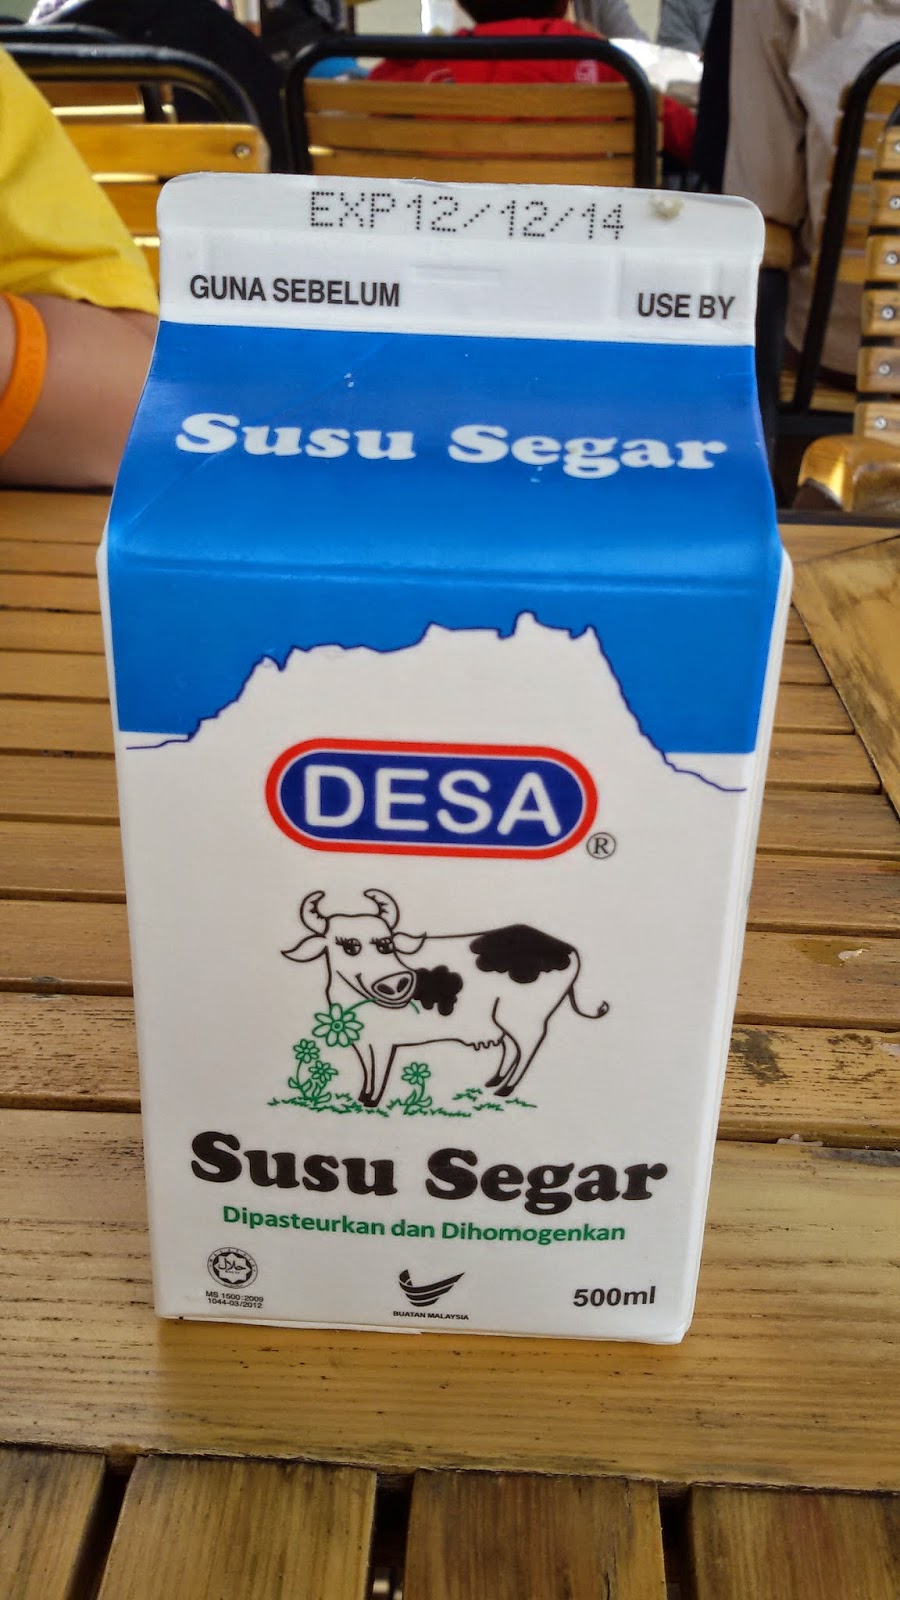 EXP 12/12/14
GUNA SEBELUM USE BY
Susu Segar
DESA ®
Susu Segar
Dipasteurkan dan Dihomogenkan
MS 1500:2009
1044-03/2012
BUATAN MALAYSIA
500ml